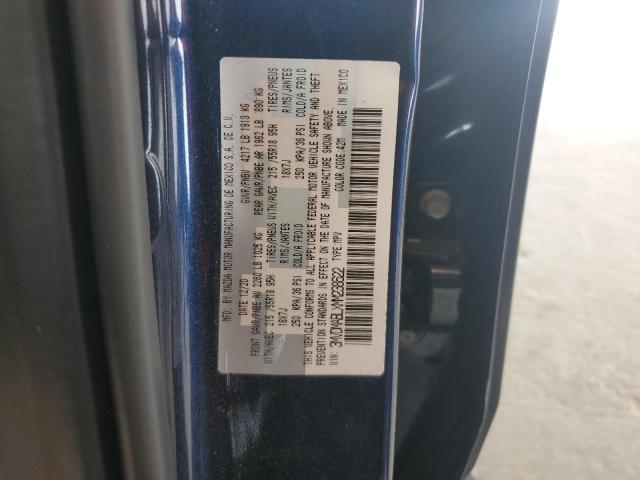 MFD. BY MAZDA MOTOR MANUFACTURING DE MEXICO S.A. DE C.V.
DATE 12/20 GVWR/PNBV 4217 LB 1913 KG
FRONT GAWR/PNBE AV 2260 LB 1025 KG REAR GAWR/PNBE AR 1962 LB 890 KG
WITH/AVEC 215 /55R18 95H TIRES/PNEUS WITH/AVEC 215 /55R18 95H TIRES/PNEUS
18X7J RIMS/JANTES 18X7J RIMS/JANTES
250 KPA/36 PSI COLD/A FROID 250 KPA/36 PSI COLD/A FROID
THIS VEHICLE CONFORMS TO ALL APPLICABLE FEDERAL MOTOR VEHICLE SAFETY AND THEFT
PREVENTION STANDARDS IN EFFECT ON THE DATE OF MANUFACTURE SHOWN ABOVE.
VIN: 3MVDMABLXMM238622 TYPE:MPV COLOR CODE:42M MADE IN MEXICO